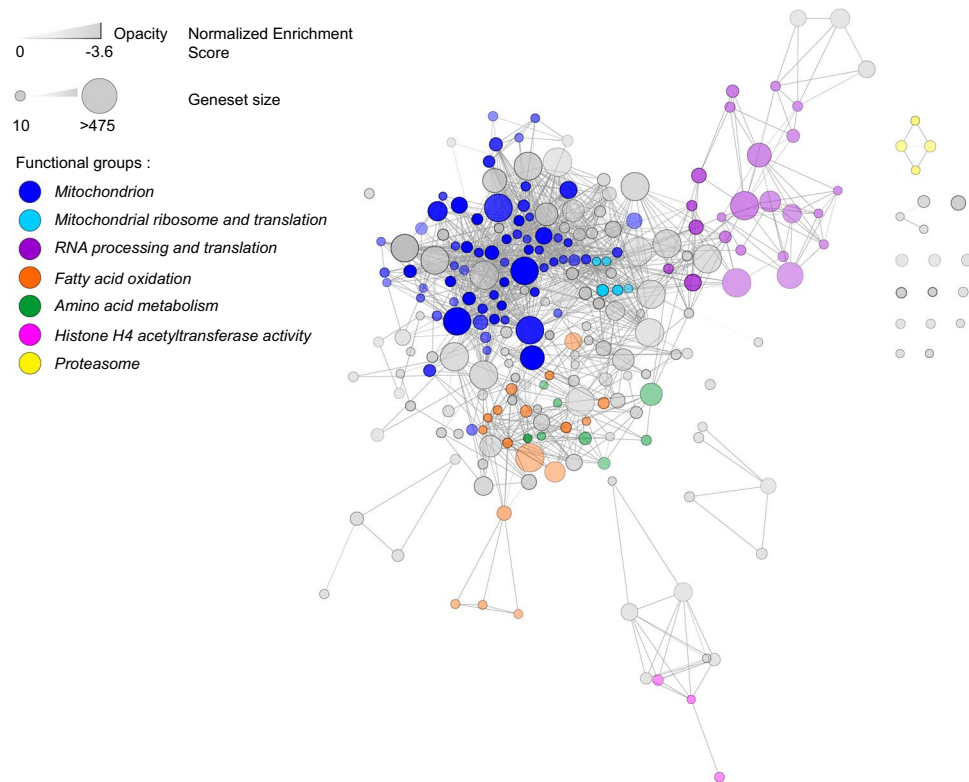 Opacity
0
-3.6
Normalized Enrichment
Score
10
>475
Geneset size
Functional groups :
Mitochondrion
Mitochondrial ribosome and translation
RNA processing and translation
Fatty acid oxidation
Amino acid metabolism
Histone H4 acetyltransferase activity
Proteasome